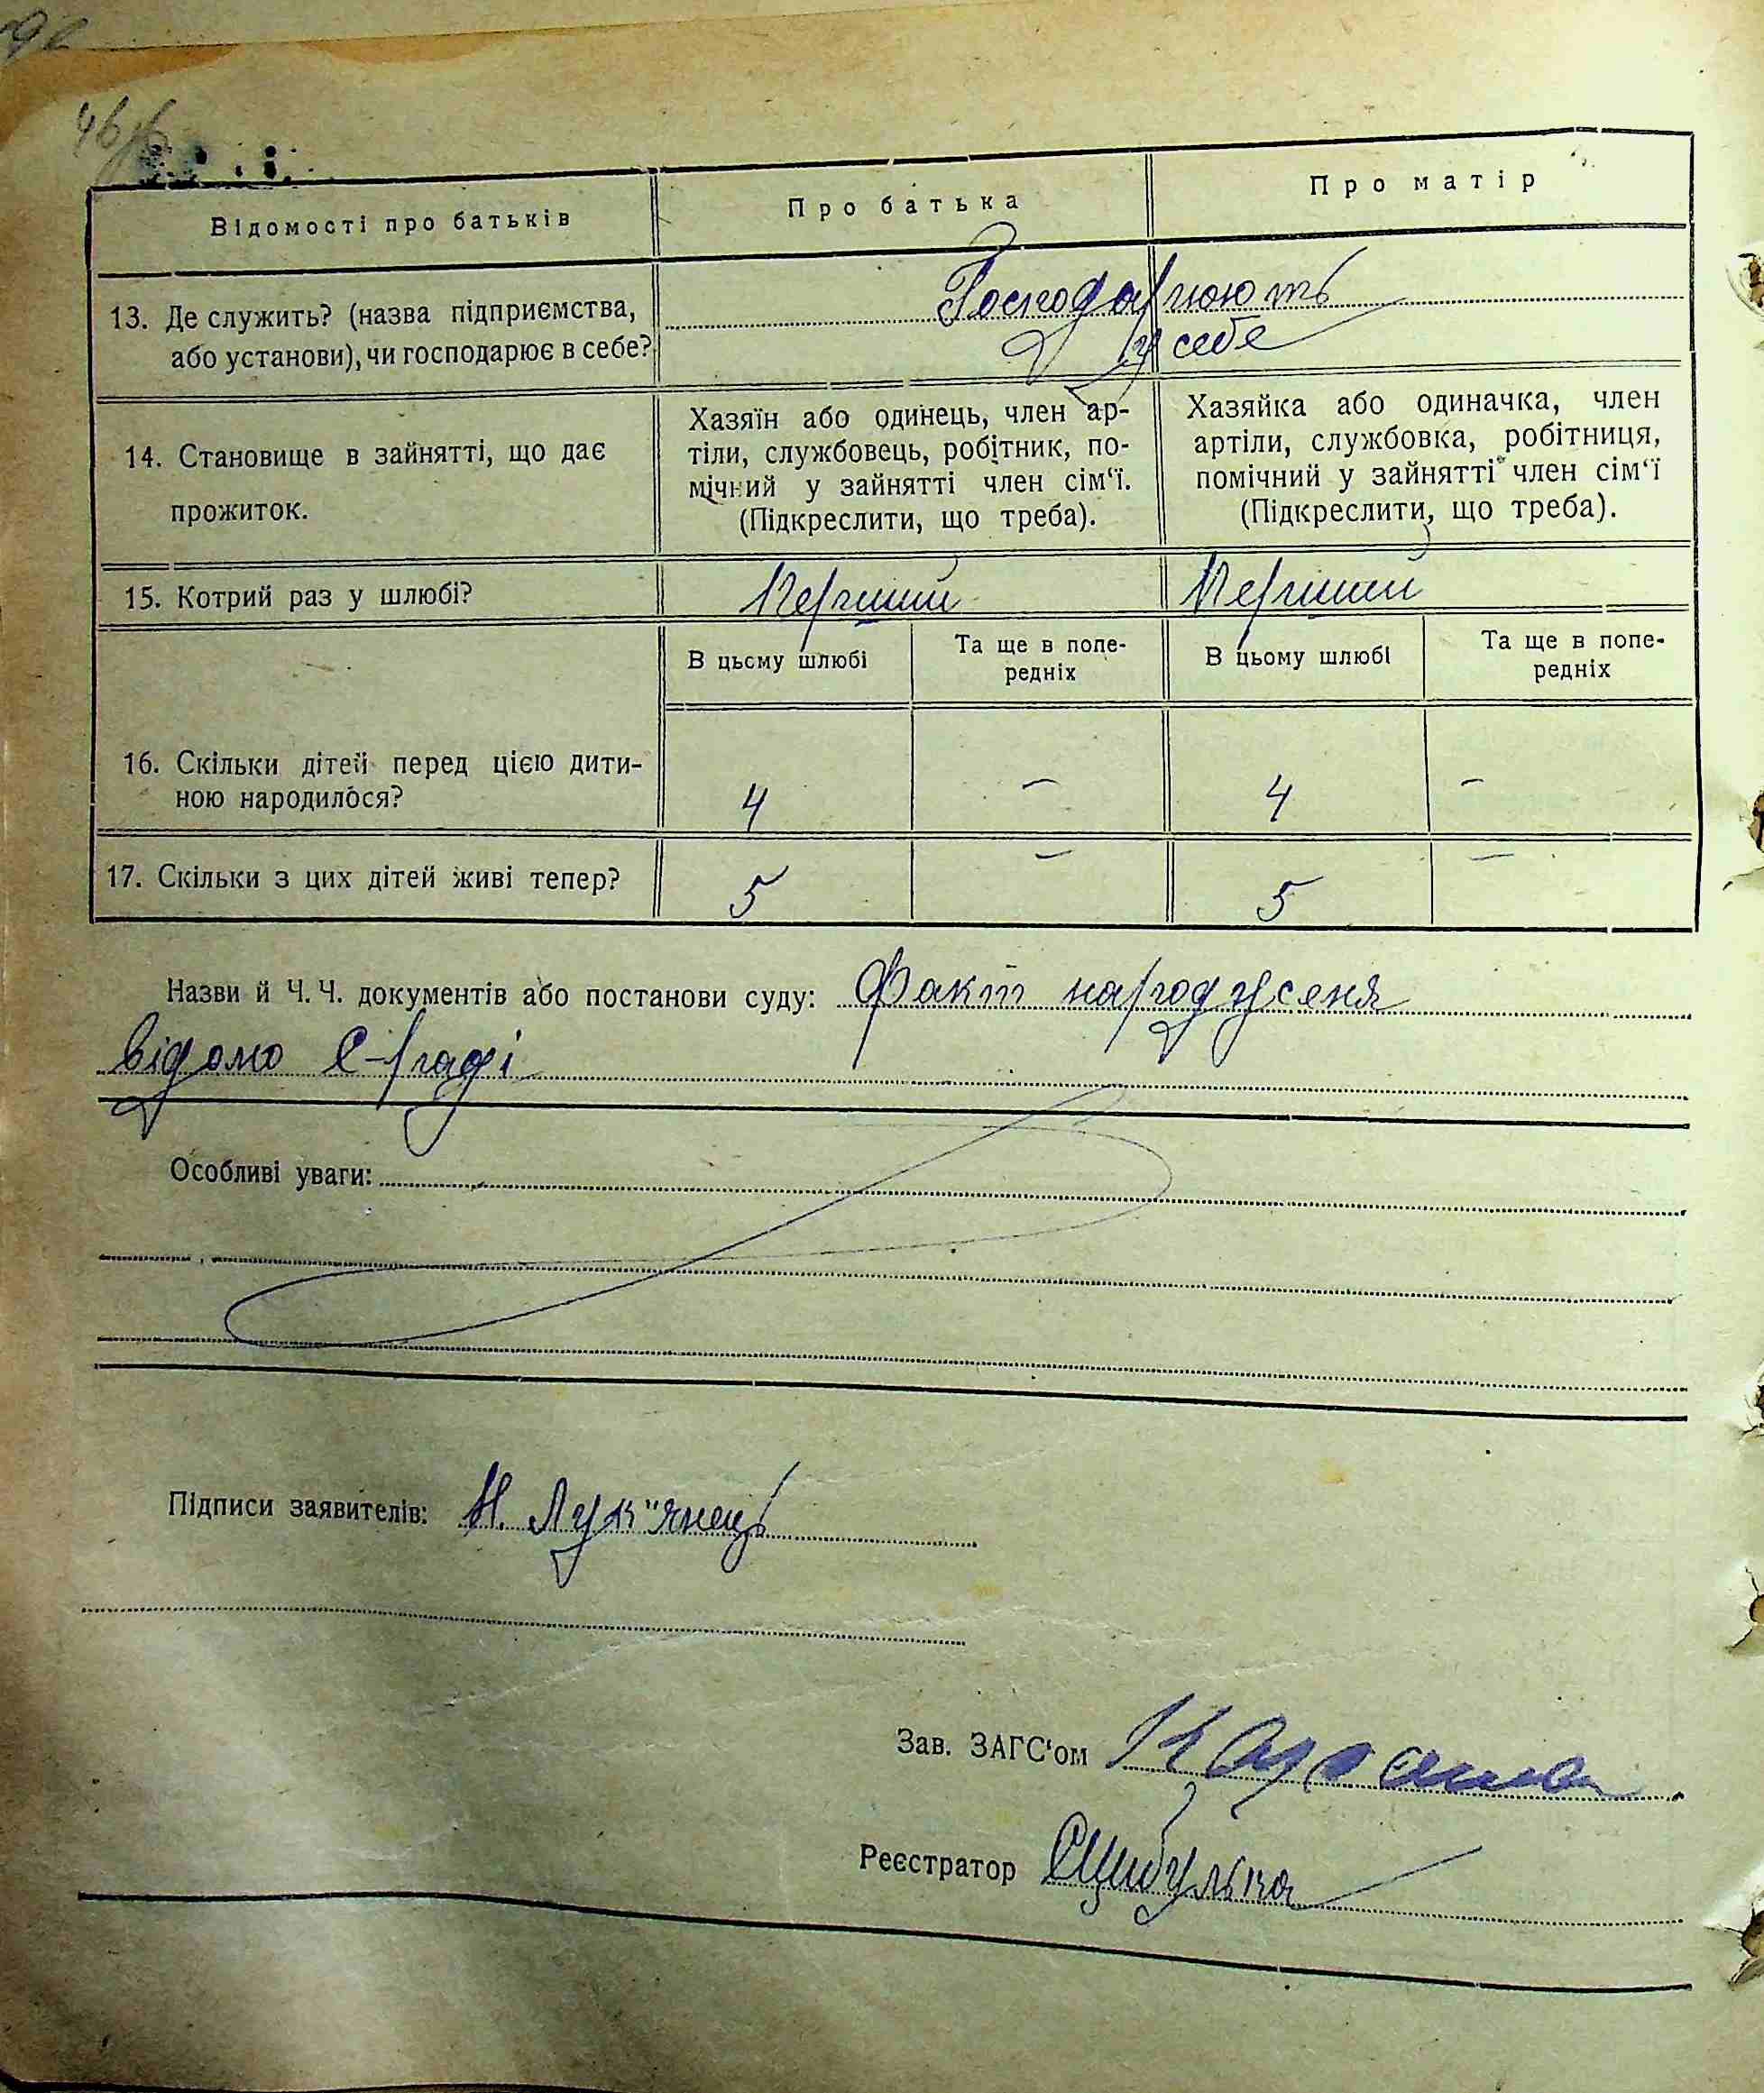 Відомості про батьків
Про батька
Про матір
13. Де служить? (назва підприємства,
або установи), чи господарює в себе?
Господарюють
у себе
14. Становище в зайнятті, що дає
прожиток.
Хазяїн або одинець, член ар-
тіли, службовець, робітник, по-
мічний у зайнятті член сім‘ї.
(Підкреслити, що треба).
Хазяйка або одиначка, член
артіли, службовка, робітниця,
помічний у зайнятті член сім‘ї
(Підкреслити, що треба).
15. Котрий раз у шлюбі?
Перший
Перший
В цьому шлюбі
Та ще в попе-
редніх
В цьому шлюбі
Та ще в попе-
редніх
16. Скільки дітей перед цією дити-
ною народилося?
4 – 4 –
17. Скільки з цих дітей живі тепер?
5 – 5 –
Назви й Ч. Ч. документів або постанови суду: Факт народженя
відомо С-раді
Особливі уваги:
Підписи заявителів: Н. Лук"янець
Зав. ЗАГС‘ом
Реєстратор